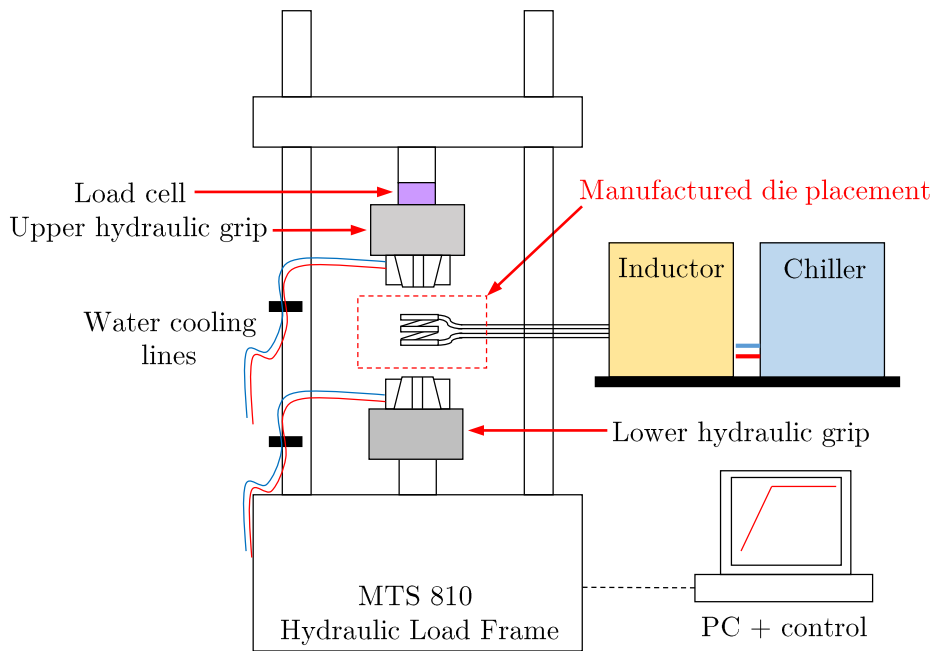 Load cell
Upper hydraulic grip
Manufactured die placement
Inductor
Chiller
Water cooling
lines
Lower hydraulic grip
MTS 810
Hydraulic Load Frame
PC + control